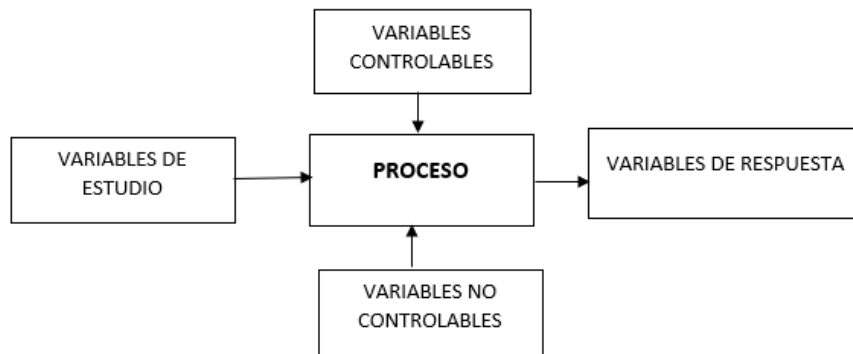 VARIABLES
CONTROLABLES
VARIABLES DE
ESTUDIO
PROCESO
VARIABLES DE RESPUESTA
VARIABLES NO
CONTROLABLES